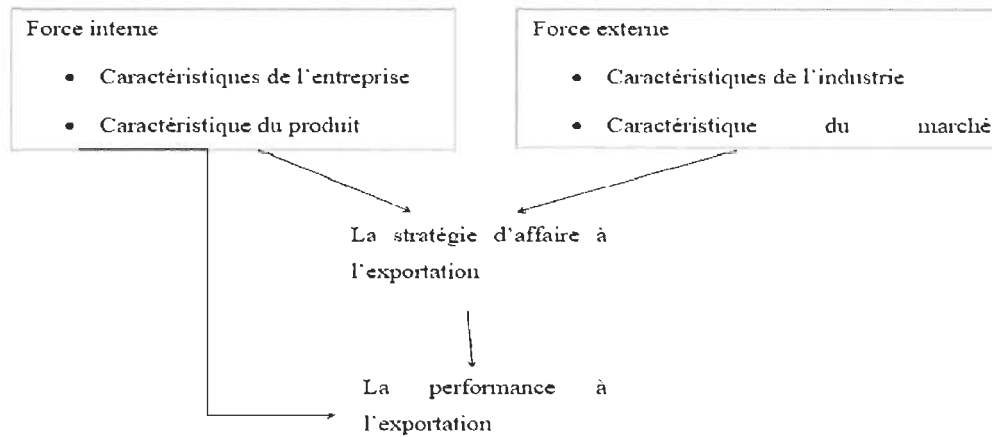 Force interne
• Caractéristiques de l'entreprise
• Caractéristique du produit
Force externe
• Caractéristiques de l'industrie
• Caractéristique du marché
La stratégie d'affaire à
l'exportation
La performance à
l'exportation